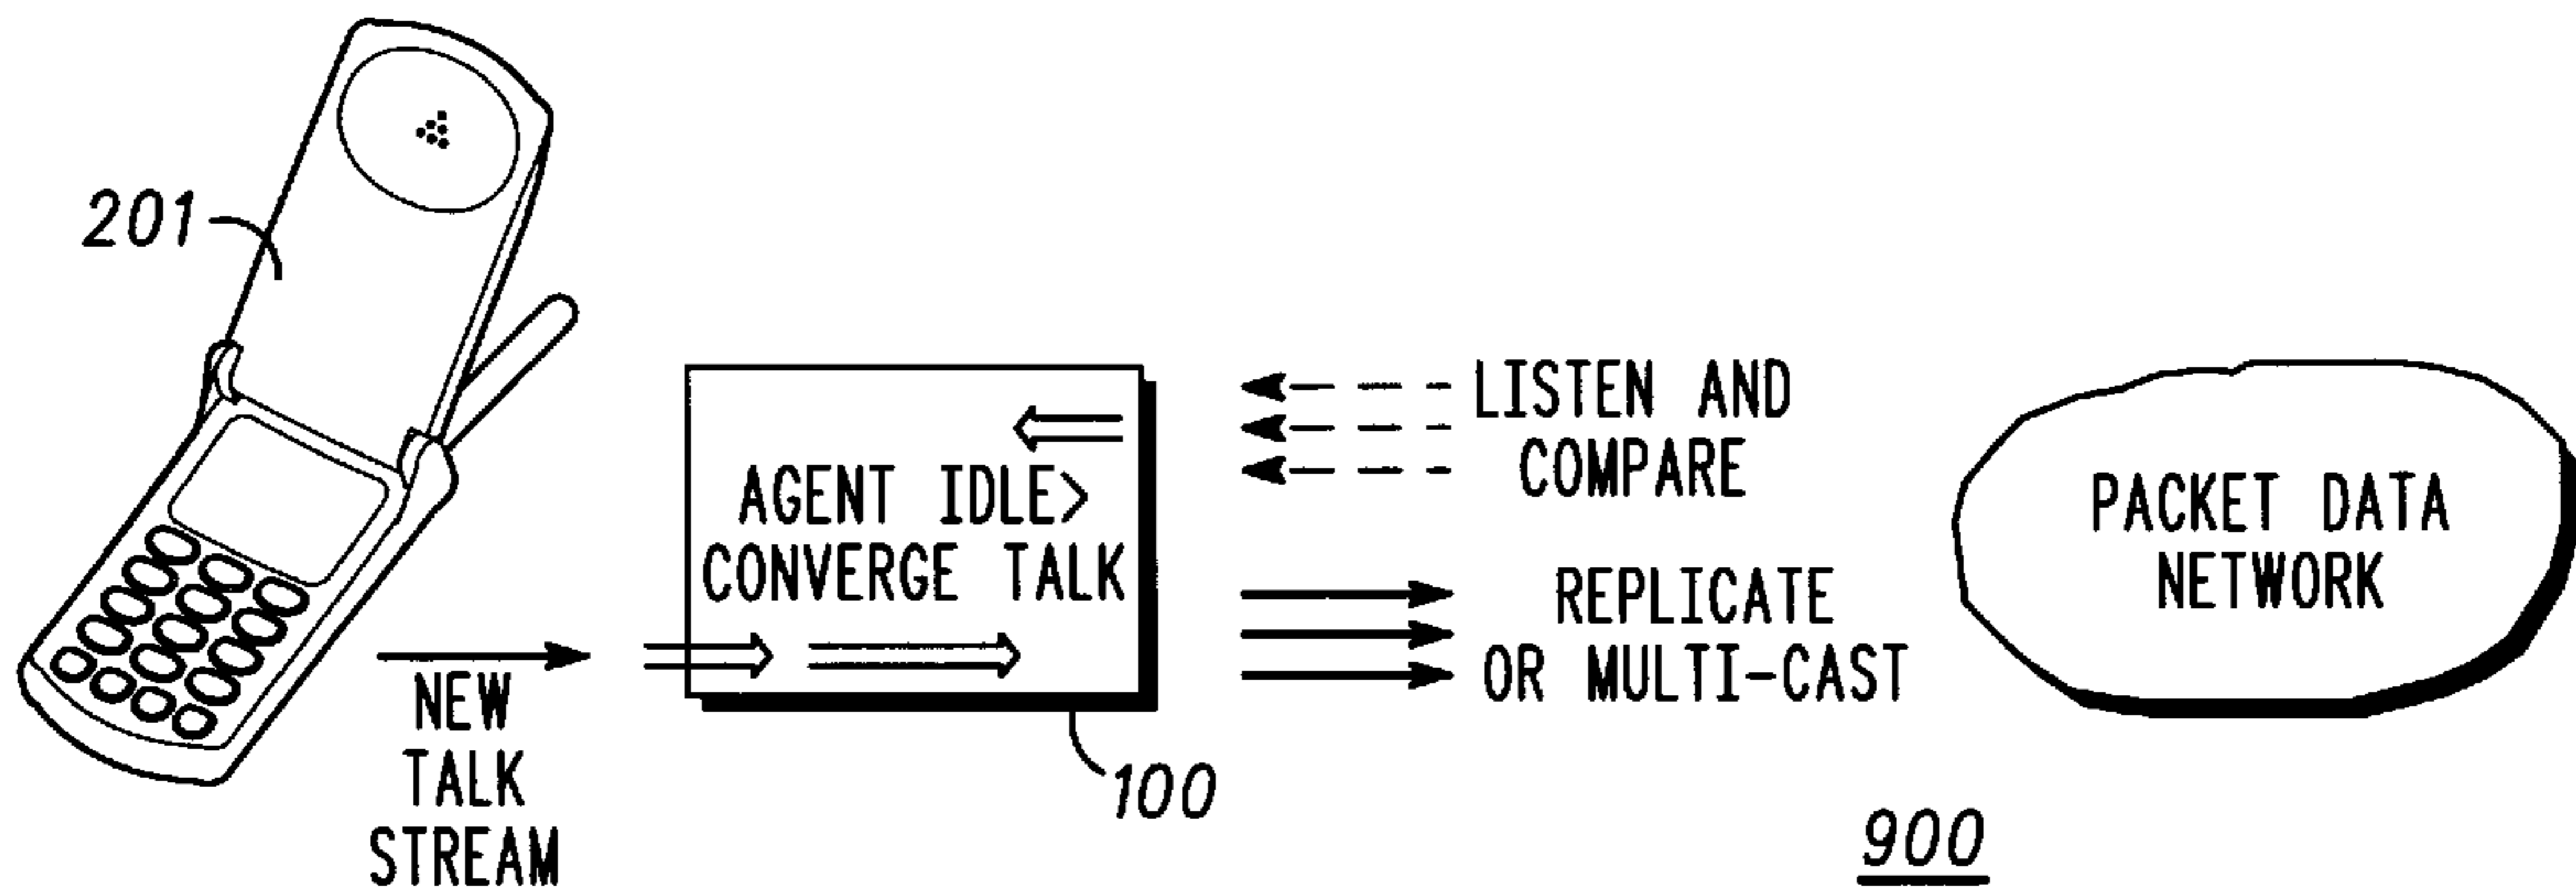 201
NEW
TALK
STREAM
AGENT IDLE>
CONVERGE TALK
100
LISTEN AND
COMPARE
REPLICATE
OR MULTI-CAST
PACKET DATA
NETWORK
900